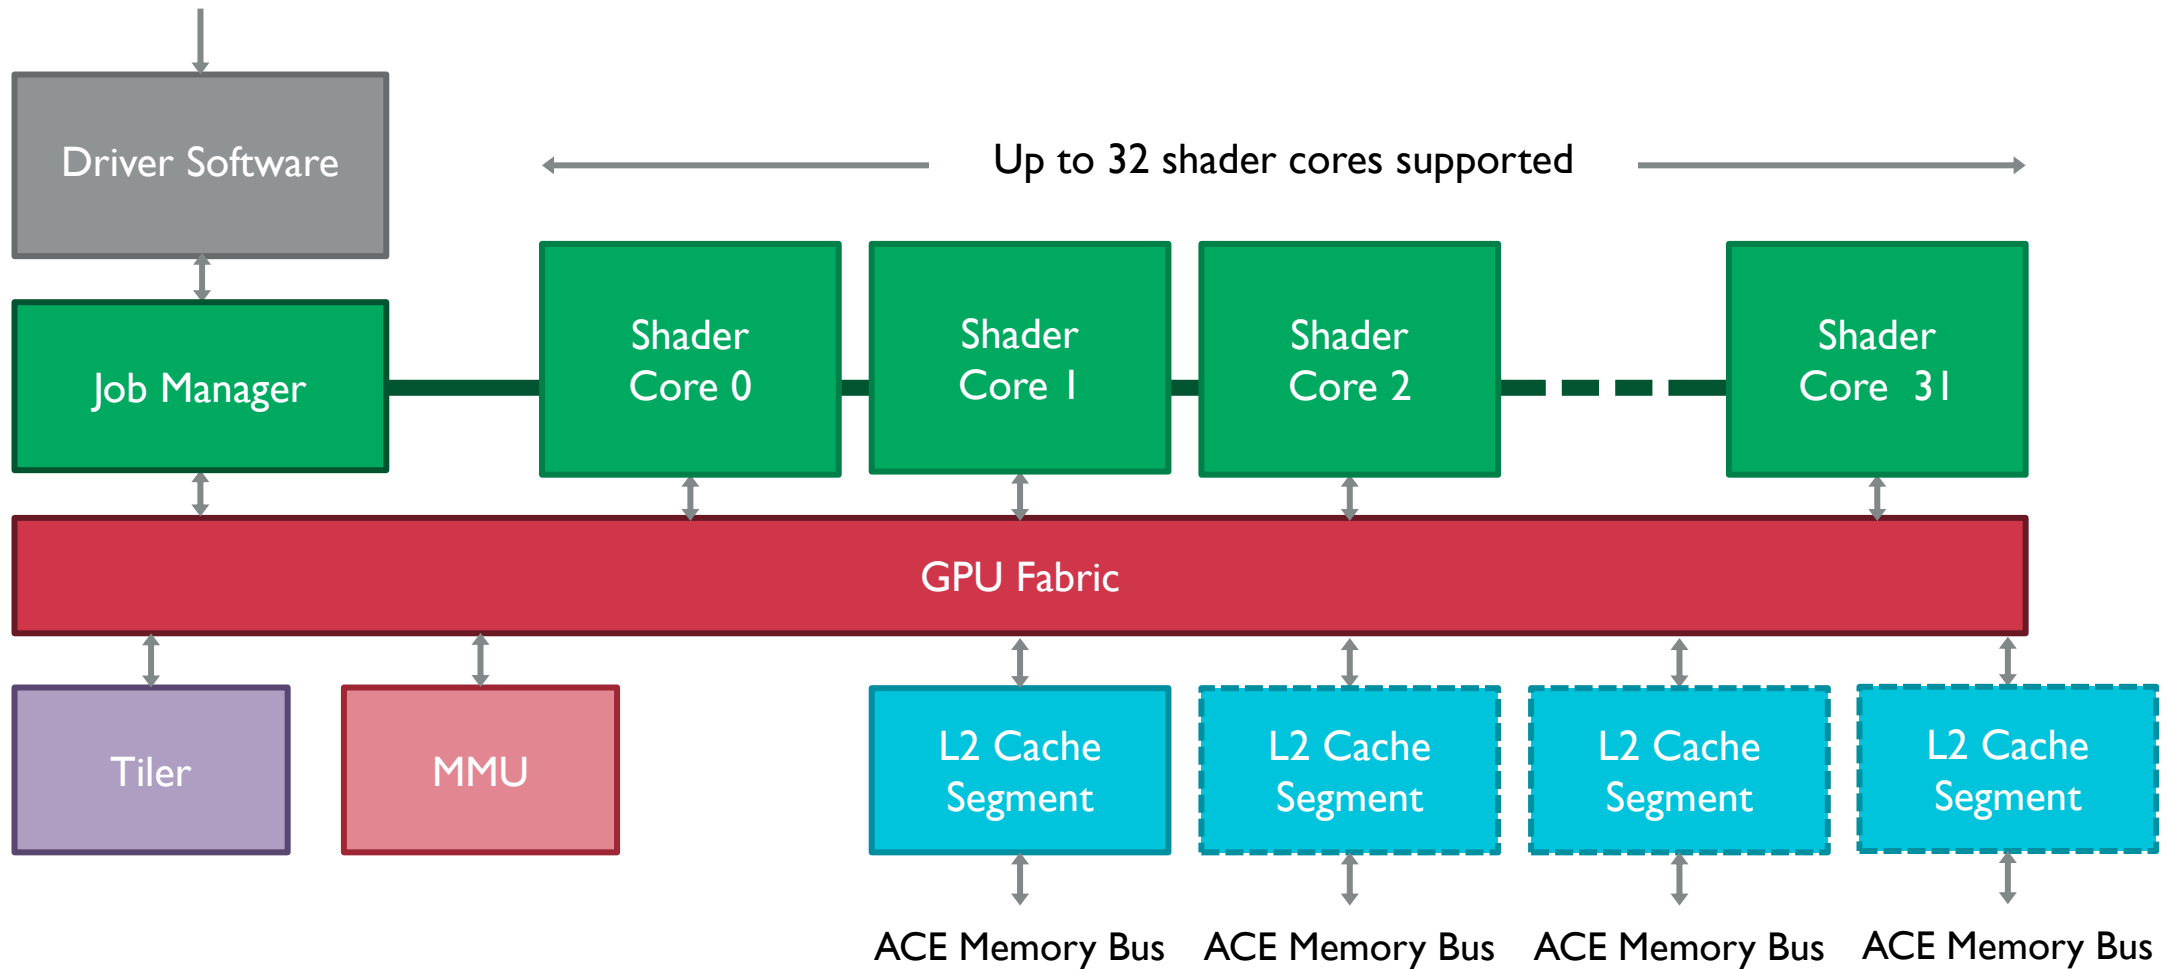 Driver Software
Up to 32 shader cores supported
Job Manager
Shader
Core 0
Shader
Core 1
Shader
Core 2
Shader
Core 31
GPU Fabric
Tiler
MMU
L2 Cache
Segment
L2 Cache
Segment
L2 Cache
Segment
L2 Cache
Segment
ACE Memory Bus
ACE Memory Bus
ACE Memory Bus
ACE Memory Bus